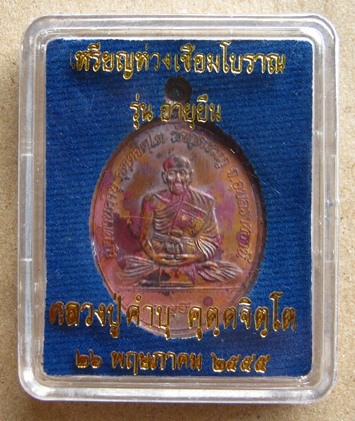 เหรียญห่วงเชื่อมโบราณ
รุ่น อายุยืน
หลวงปู่คำบุ คุตฺตจิตฺโต
๒๖ พฤษภาคม ๒๕๕๕